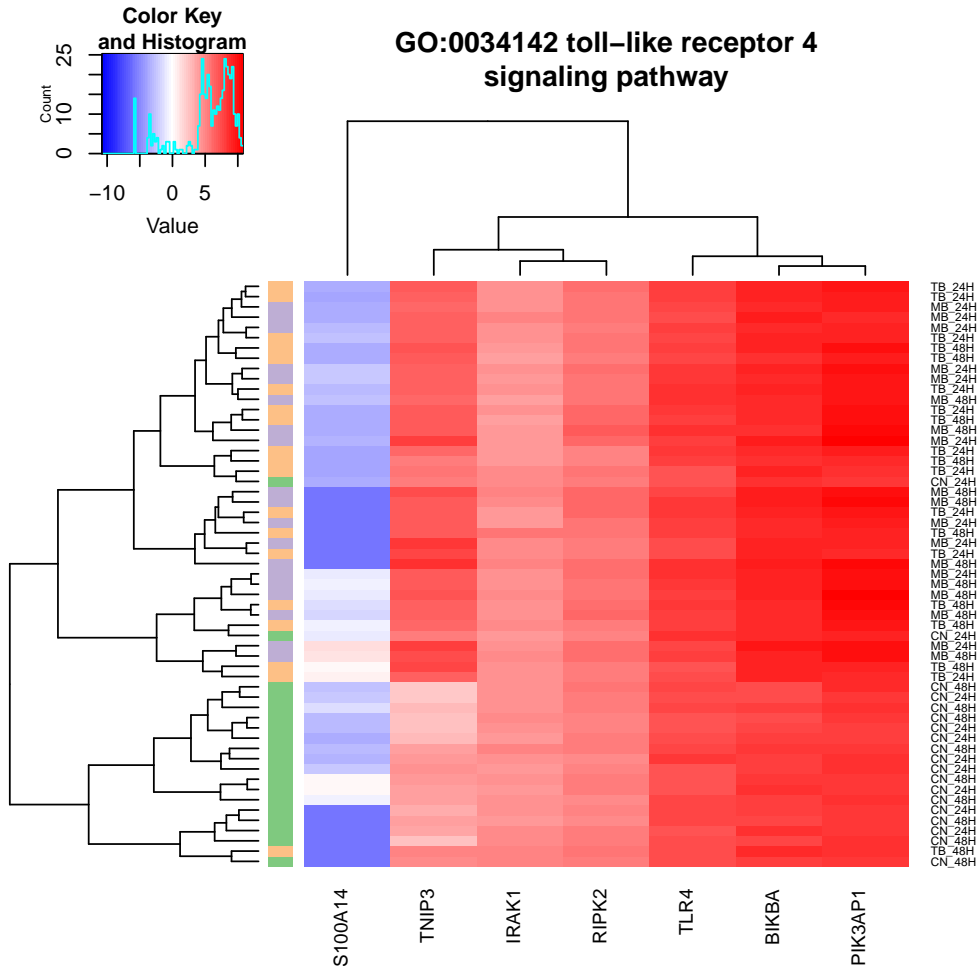 Color Key
and Histogram
GO:0034142 toll−like receptor 4
signaling pathway
Count
0
10
25
−10
0
5
Value
TB_24H
TB_24H
MB_24H
MB_24H
MB_24H
TB_24H
TB_48H
TB_48H
MB_24H
MB_24H
TB_24H
MB_48H
TB_24H
TB_48H
MB_48H
MB_24H
TB_24H
TB_48H
TB_24H
CN_24H
MB_48H
MB_48H
TB_24H
MB_24H
TB_48H
MB_24H
TB_24H
MB_48H
MB_24H
MB_24H
MB_48H
TB_48H
MB_48H
TB_48H
CN_24H
MB_24H
MB_48H
TB_48H
TB_24H
CN_48H
CN_24H
CN_48H
CN_48H
CN_24H
CN_24H
CN_48H
CN_24H
CN_24H
CN_48H
CN_24H
CN_48H
CN_24H
CN_48H
CN_24H
CN_48H
TB_48H
CN_48H
S100A14
TNIP3
IRAK1
RIPK2
TLR4
BIKBA
PIK3AP1